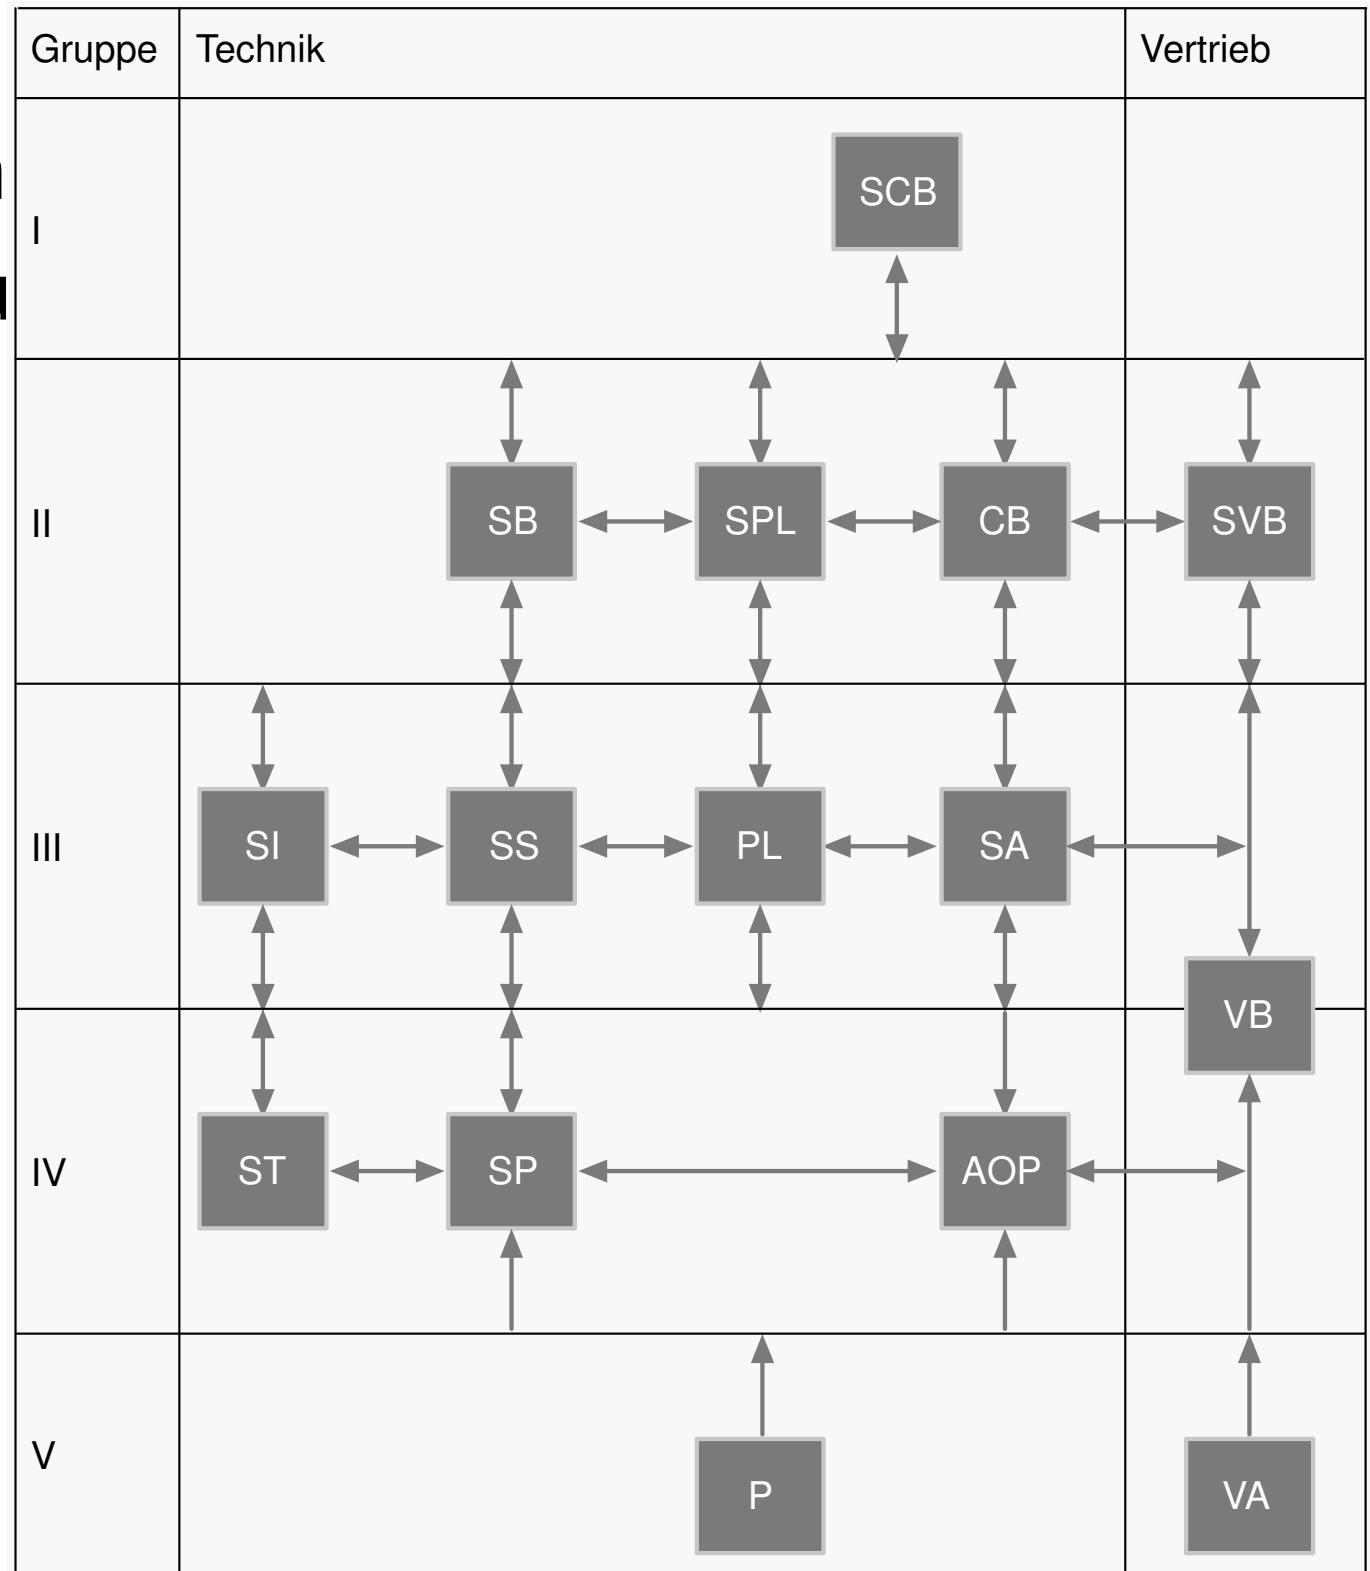 Gruppe Technik Vertrieb
I
SCB
II
SB SPL CB SVB
III
SI SS PL SA
VB
IV
ST SP AOP
V
P VA